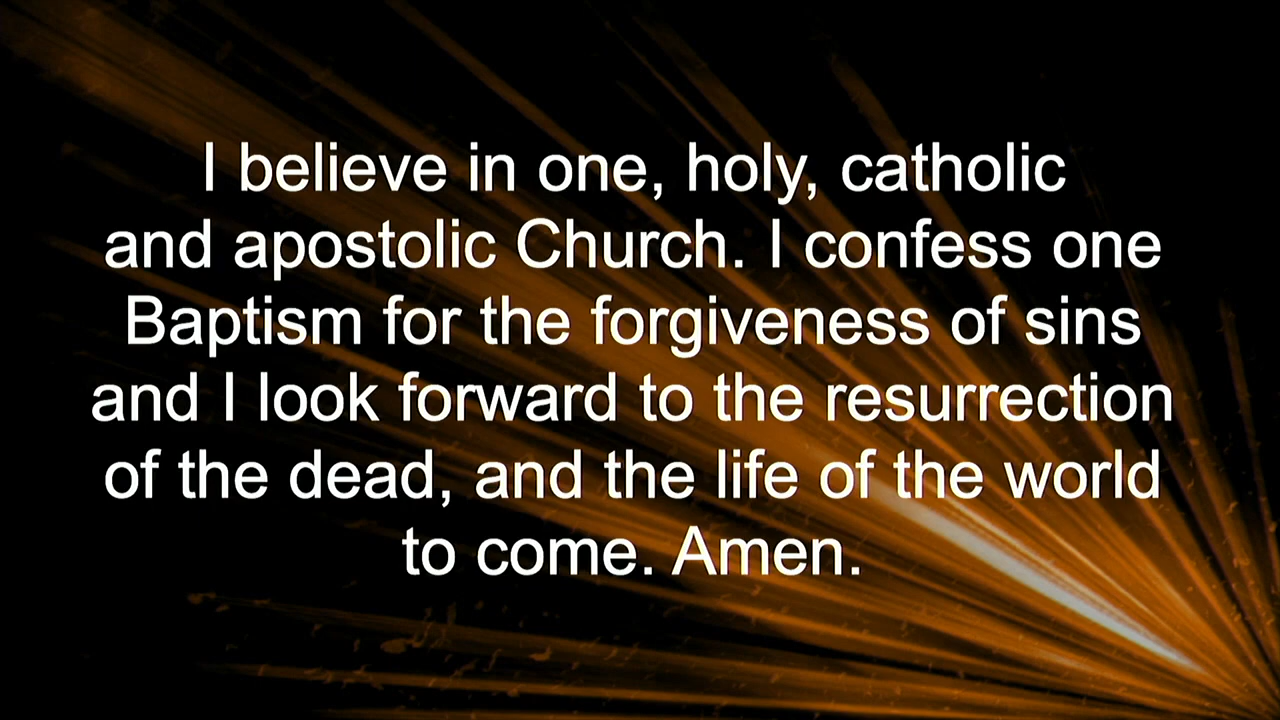 I believe in one, holy, catholic
and apostolic Church. I confess one
Baptism for the forgiveness of sins
and I look forward to the resurrection
of the dead, and the life of the world
to come. Amen.